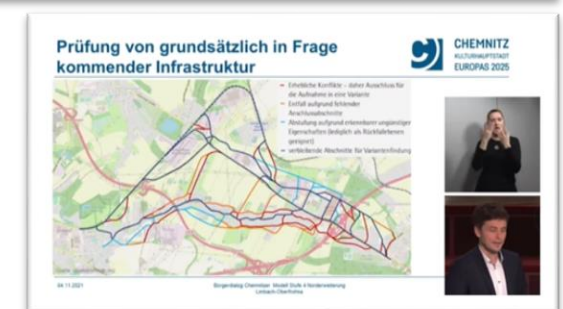 Prüfung von grundsätzlich in Frage
kommender Infrastruktur
CHEMNITZ
KULTURHAUPTSTADT
EUROPAS 2025
Erhebliche Konflikte – daher Ausschluss für
die Aufnahme in eine Variante
Entfall aufgrund fehlender
Anschlussabschnitte
Abstufung aufgrund erkennbarer ungünstiger
Eigenschaften (lediglich als Rückfallebenen
geeignet)
verbleibende Abschnitte für Variantenfindung
04.11.2021
Bürgerdialog Chemnitzer Modell Stufe 4 Norderweiterung
Limbach-Oberfrohna